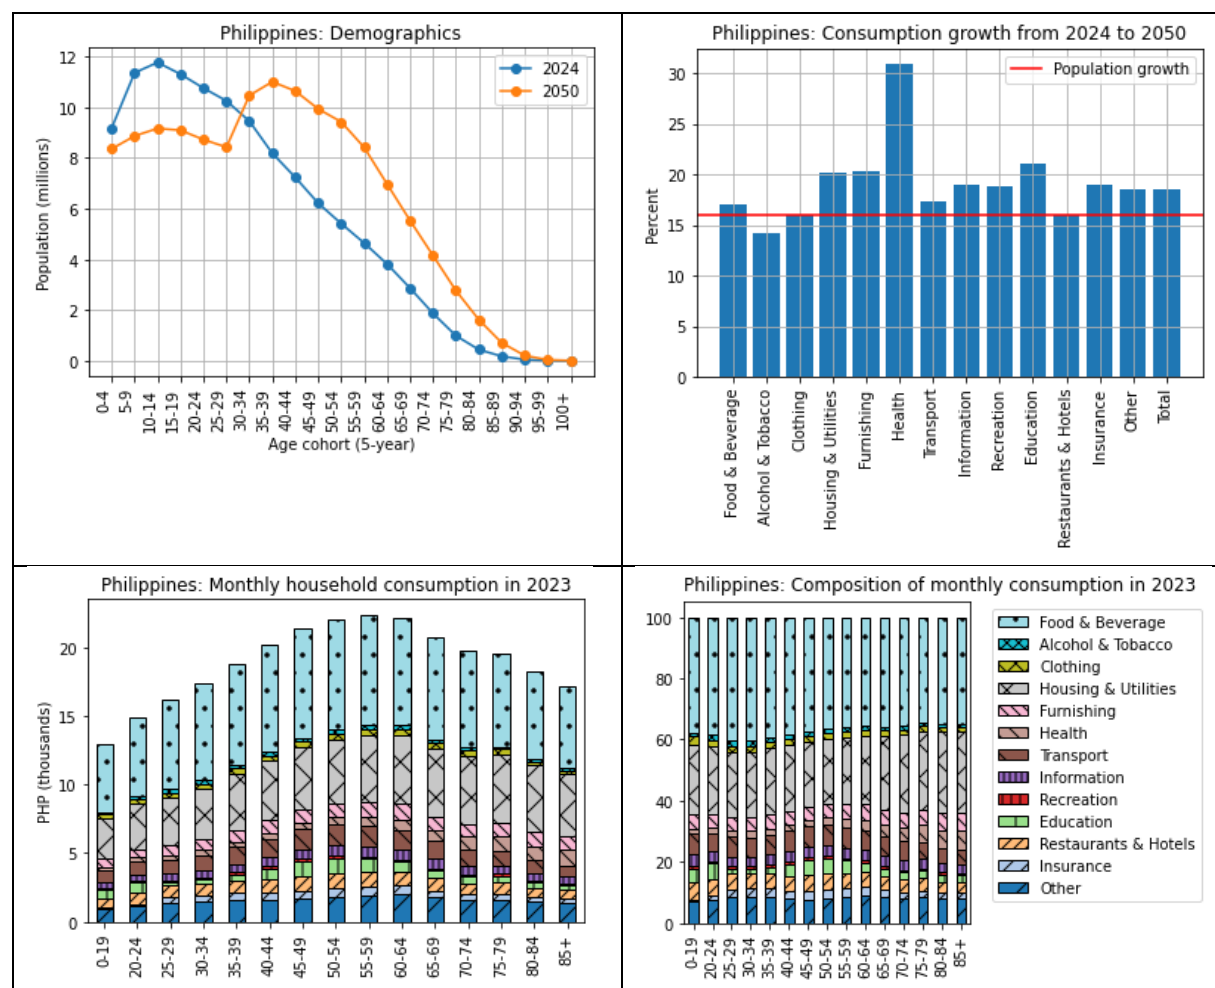 Philippines: Demographics
2024
2050
Population (millions)
12
10
8
6
4
2
0
0-4
5-9
10-14
15-19
20-24
25-29
30-34
35-39
40-44
45-49
50-54
55-59
60-64
65-69
70-74
75-79
80-84
85-89
90-94
95-99
100+
Age cohort (5-year)
Philippines: Consumption growth from 2024 to 2050
Population growth
Percent
30
25
20
15
10
5
0
Food & Beverage
Alcohol & Tobacco
Clothing
Housing & Utilities
Furnishing
Health
Transport
Information
Recreation
Education
Restaurants & Hotels
Insurance
Other
Total
Philippines: Monthly household consumption in 2023
PHP (thousands)
20
15
10
5
0
0-19
20-24
25-29
30-34
35-39
40-44
45-49
50-54
55-59
60-64
65-69
70-74
75-79
80-84
85+
Philippines: Composition of monthly consumption in 2023
100
80
60
40
20
0
0-19
20-24
25-29
30-34
35-39
40-44
45-49
50-54
55-59
60-64
65-69
70-74
75-79
80-84
85+
Food & Beverage
Alcohol & Tobacco
Clothing
Housing & Utilities
Furnishing
Health
Transport
Information
Recreation
Education
Restaurants & Hotels
Insurance
Other